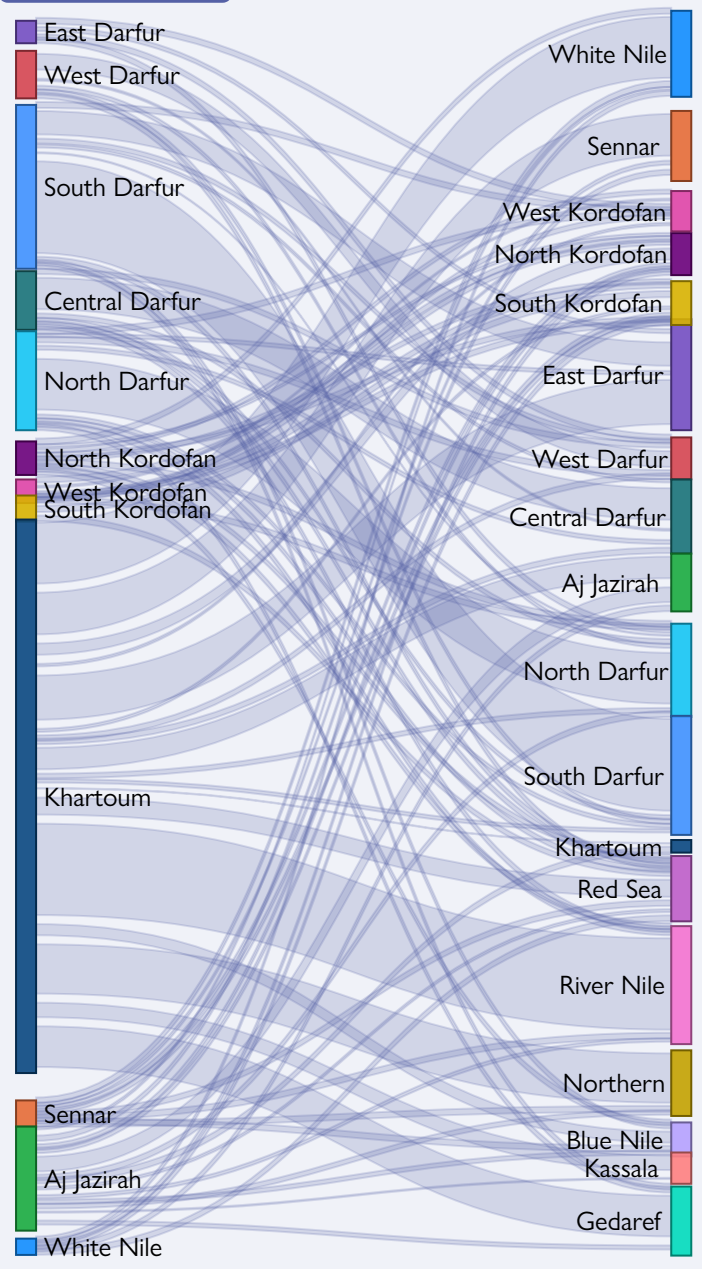 East Darfur
West Darfur
South Darfur
Central Darfur
North Darfur
North Kordofan
West Kordofan
South Kordofan
Khartoum
Sennar
Aj Jazirah
White Nile
White Nile
Sennar
West Kordofan
North Kordofan
South Kordofan
East Darfur
West Darfur
Central Darfur
Aj Jazirah
North Darfur
South Darfur
Khartoum
Red Sea
River Nile
Northern
Blue Nile
Kassala
Gedaref